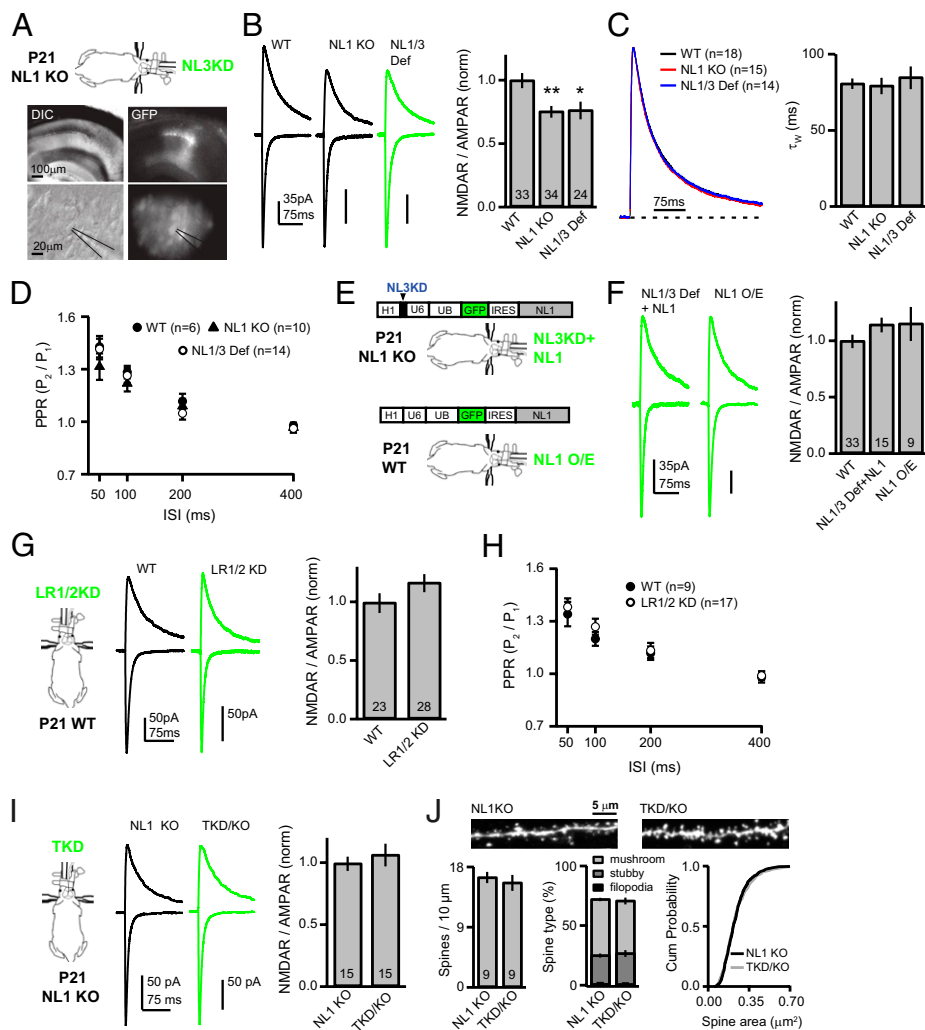 A
P21
NL1 KO
NL3KD
DIC
GFP
100μm
20μm
B
WT
NL1 KO
NL1/3
Def
35pA
75ms
NMDAR / AMPAR (norm)
1.0
0.5
0.0
**
*
33
34
24
WT
NL1 KO
NL1/3 Def
C
WT (n=18)
NL1 KO (n=15)
NL1/3 Def (n=14)
75ms
τW (ms)
100
50
0
WT
NL1 KO
NL1/3 Def
D
PPR (P2 / P1)
1.6
1.3
1.0
0.7
WT (n=6)
NL1 KO (n=10)
NL1/3 Def (n=14)
50
100
200
400
ISI (ms)
E
NL3KD
H1
U6
UB
GFP
IRES
NL1
P21
NL1 KO
NL3KD+
NL1
H1
U6
UB
GFP
IRES
NL1
P21
WT
NL1 O/E
F
NL1/3 Def
+ NL1
NL1 O/E
35pA
75ms
NMDAR / AMPAR (norm)
1.5
1.0
0.5
0.0
33
15
9
WT
NL1/3 Def+NL1
NL1 O/E
G
LR1/2KD
P21 WT
WT
LR1/2 KD
50pA
75ms
50pA
NMDAR / AMPAR (norm)
1.0
0.5
0.0
23
28
WT
LR1/2 KD
H
PPR (P2 / P1)
1.6
1.3
1.0
0.7
WT (n=9)
LR1/2 KD (n=17)
50
100
200
400
ISI (ms)
I
TKD
P21
NL1 KO
NL1 KO
TKD/KO
50 pA
75 ms
50 pA
NMDAR / AMPAR (norm)
1.0
0.5
0.0
15
15
NL1 KO
TKD/KO
J
NL1KO
5 μm
TKD/KO
Spines / 10 μm
18
9
0
9
9
NL1 KO
TKD/KO
Spine type (%)
100
50
0
mushroom
stubby
filopodia
NL1 KO
TKD/KO
Cum Probability
1.0
0.5
0.0
NL1 KO
TKD/KO
0.00
0.35
0.70
Spine area (μm²)